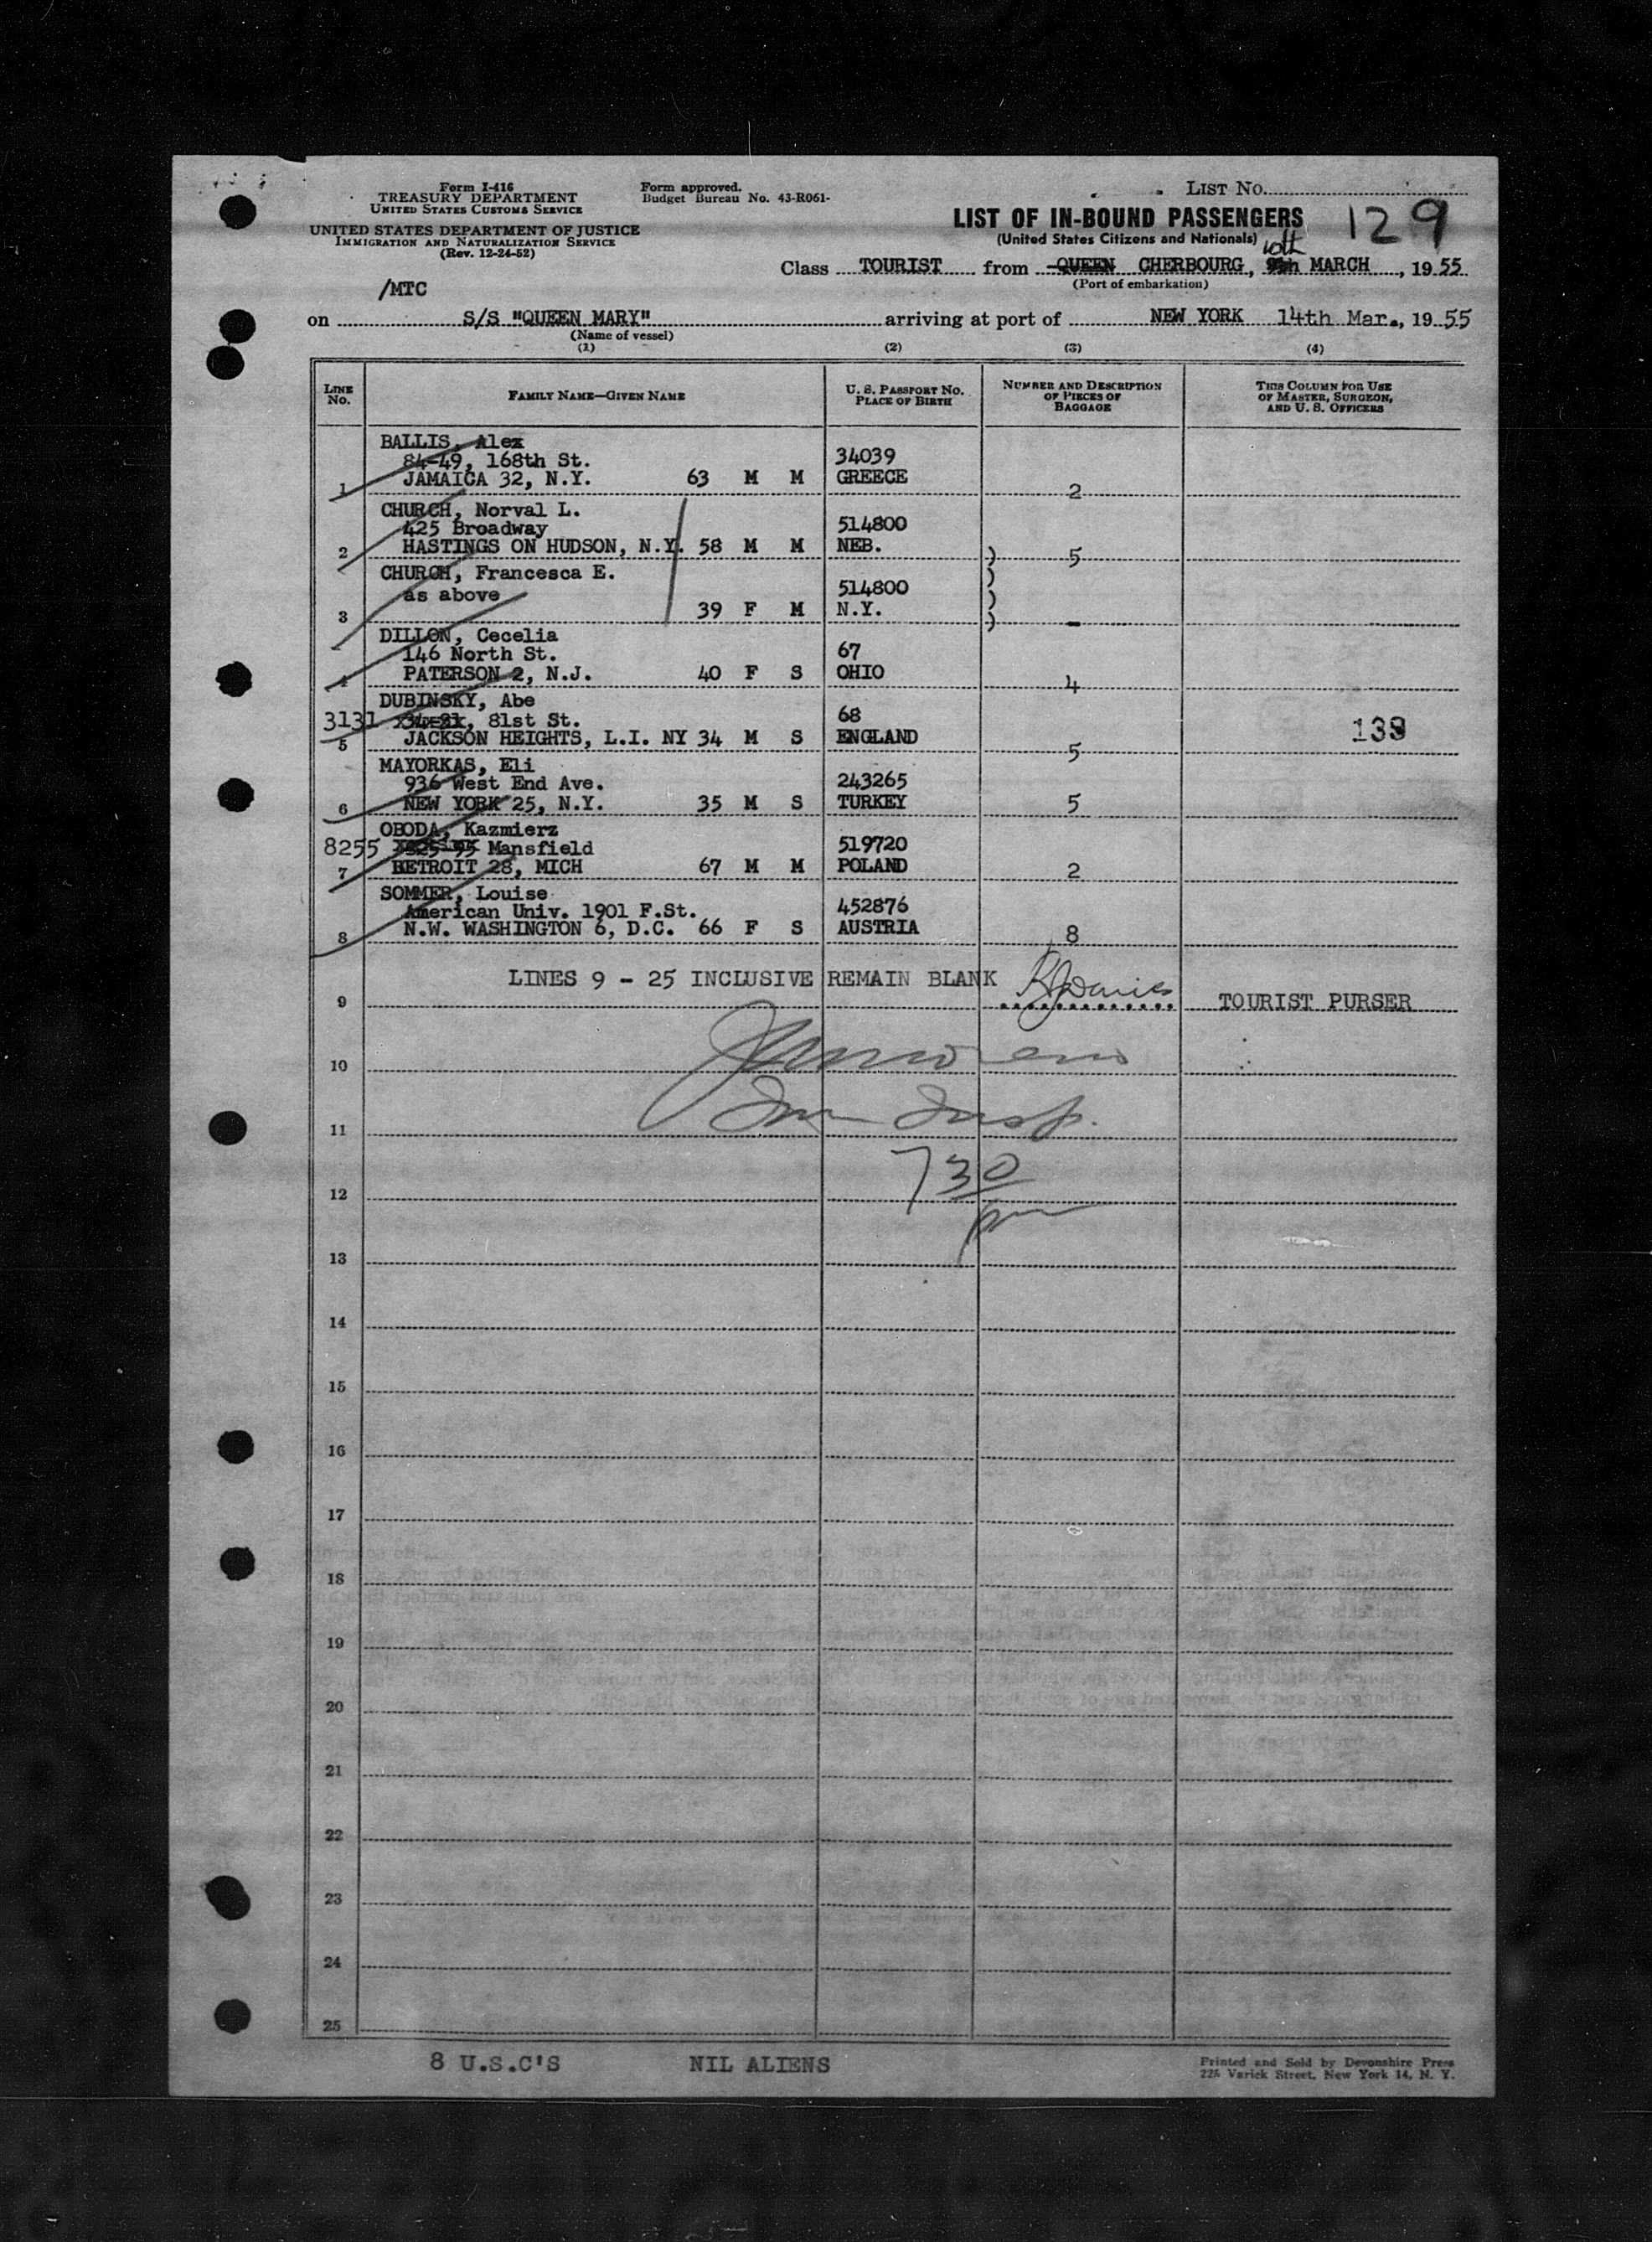 Form I-416
TREASURY DEPARTMENT
UNITED STATES CUSTOMS SERVICE
UNITED STATES DEPARTMENT OF JUSTICE
IMMIGRATION AND NATURALIZATION SERVICE
(Rev. 12-24-52)
Form approved.
Budget Bureau No. 43-R061-
LIST No.
LIST OF IN-BOUND PASSENGERS 129
(United States Citizens and Nationals)
Class TOURIST from QUEEN CHERBOURG, 10th MARCH, 1955
(Port of embarkation)
/MTC
on S/S "QUEEN MARY" arriving at port of NEW YORK 14th Mar., 1955
(Name of vessel)
(1) (2) (3) (4)
LINE No. FAMILY NAME—GIVEN NAME U. S. PASSPORT NO. PLACE OF BIRTH NUMBER AND DESCRIPTION OF PIECES OF BAGGAGE THIS COLUMN FOR USE OF MASTER, SURGEON, AND U. S. OFFICERS
BALLIS, Alex
84-49, 168th St. 34039
1 JAMAICA 32, N.Y. 63 M M GREECE 2
CHURCH, Norval L.
425 Broadway 514800
2 HASTINGS ON HUDSON, N.Y. 58 M M NEB. ) 5
CHURCH, Francesca E. )
as above 514800 )
3 39 F M N.Y. ) -
DILLON, Cecelia
146 North St. 67
4 PATERSON 2, N.J. 40 F S OHIO 4
DUBINSKY, Abe
3131, 81st St. 68
5 JACKSON HEIGHTS, L.I. NY 34 M S ENGLAND 5 139
MAYORKAS, Eli
936 West End Ave. 243265
6 NEW YORK 25, N.Y. 35 M S TURKEY 5
OBODA, Kazmierz
8255 Mansfield 519720
7 DETROIT 28, MICH 67 M M POLAND 2
SOMMER, Louise
American Univ. 1901 F.St. 452876
8 N.W. WASHINGTON 6, D.C. 66 F S AUSTRIA 8
LINES 9 - 25 INCLUSIVE REMAIN BLANK
9 TOURIST PURSER
10
Imm Insp.
11
7 30
12
pm
13
14
15
16
17
18
19
20
21
22
23
24
25
8 U.S.C'S NIL ALIENS
Printed and Sold by Devonshire Press
225 Varick Street, New York 14, N. Y.